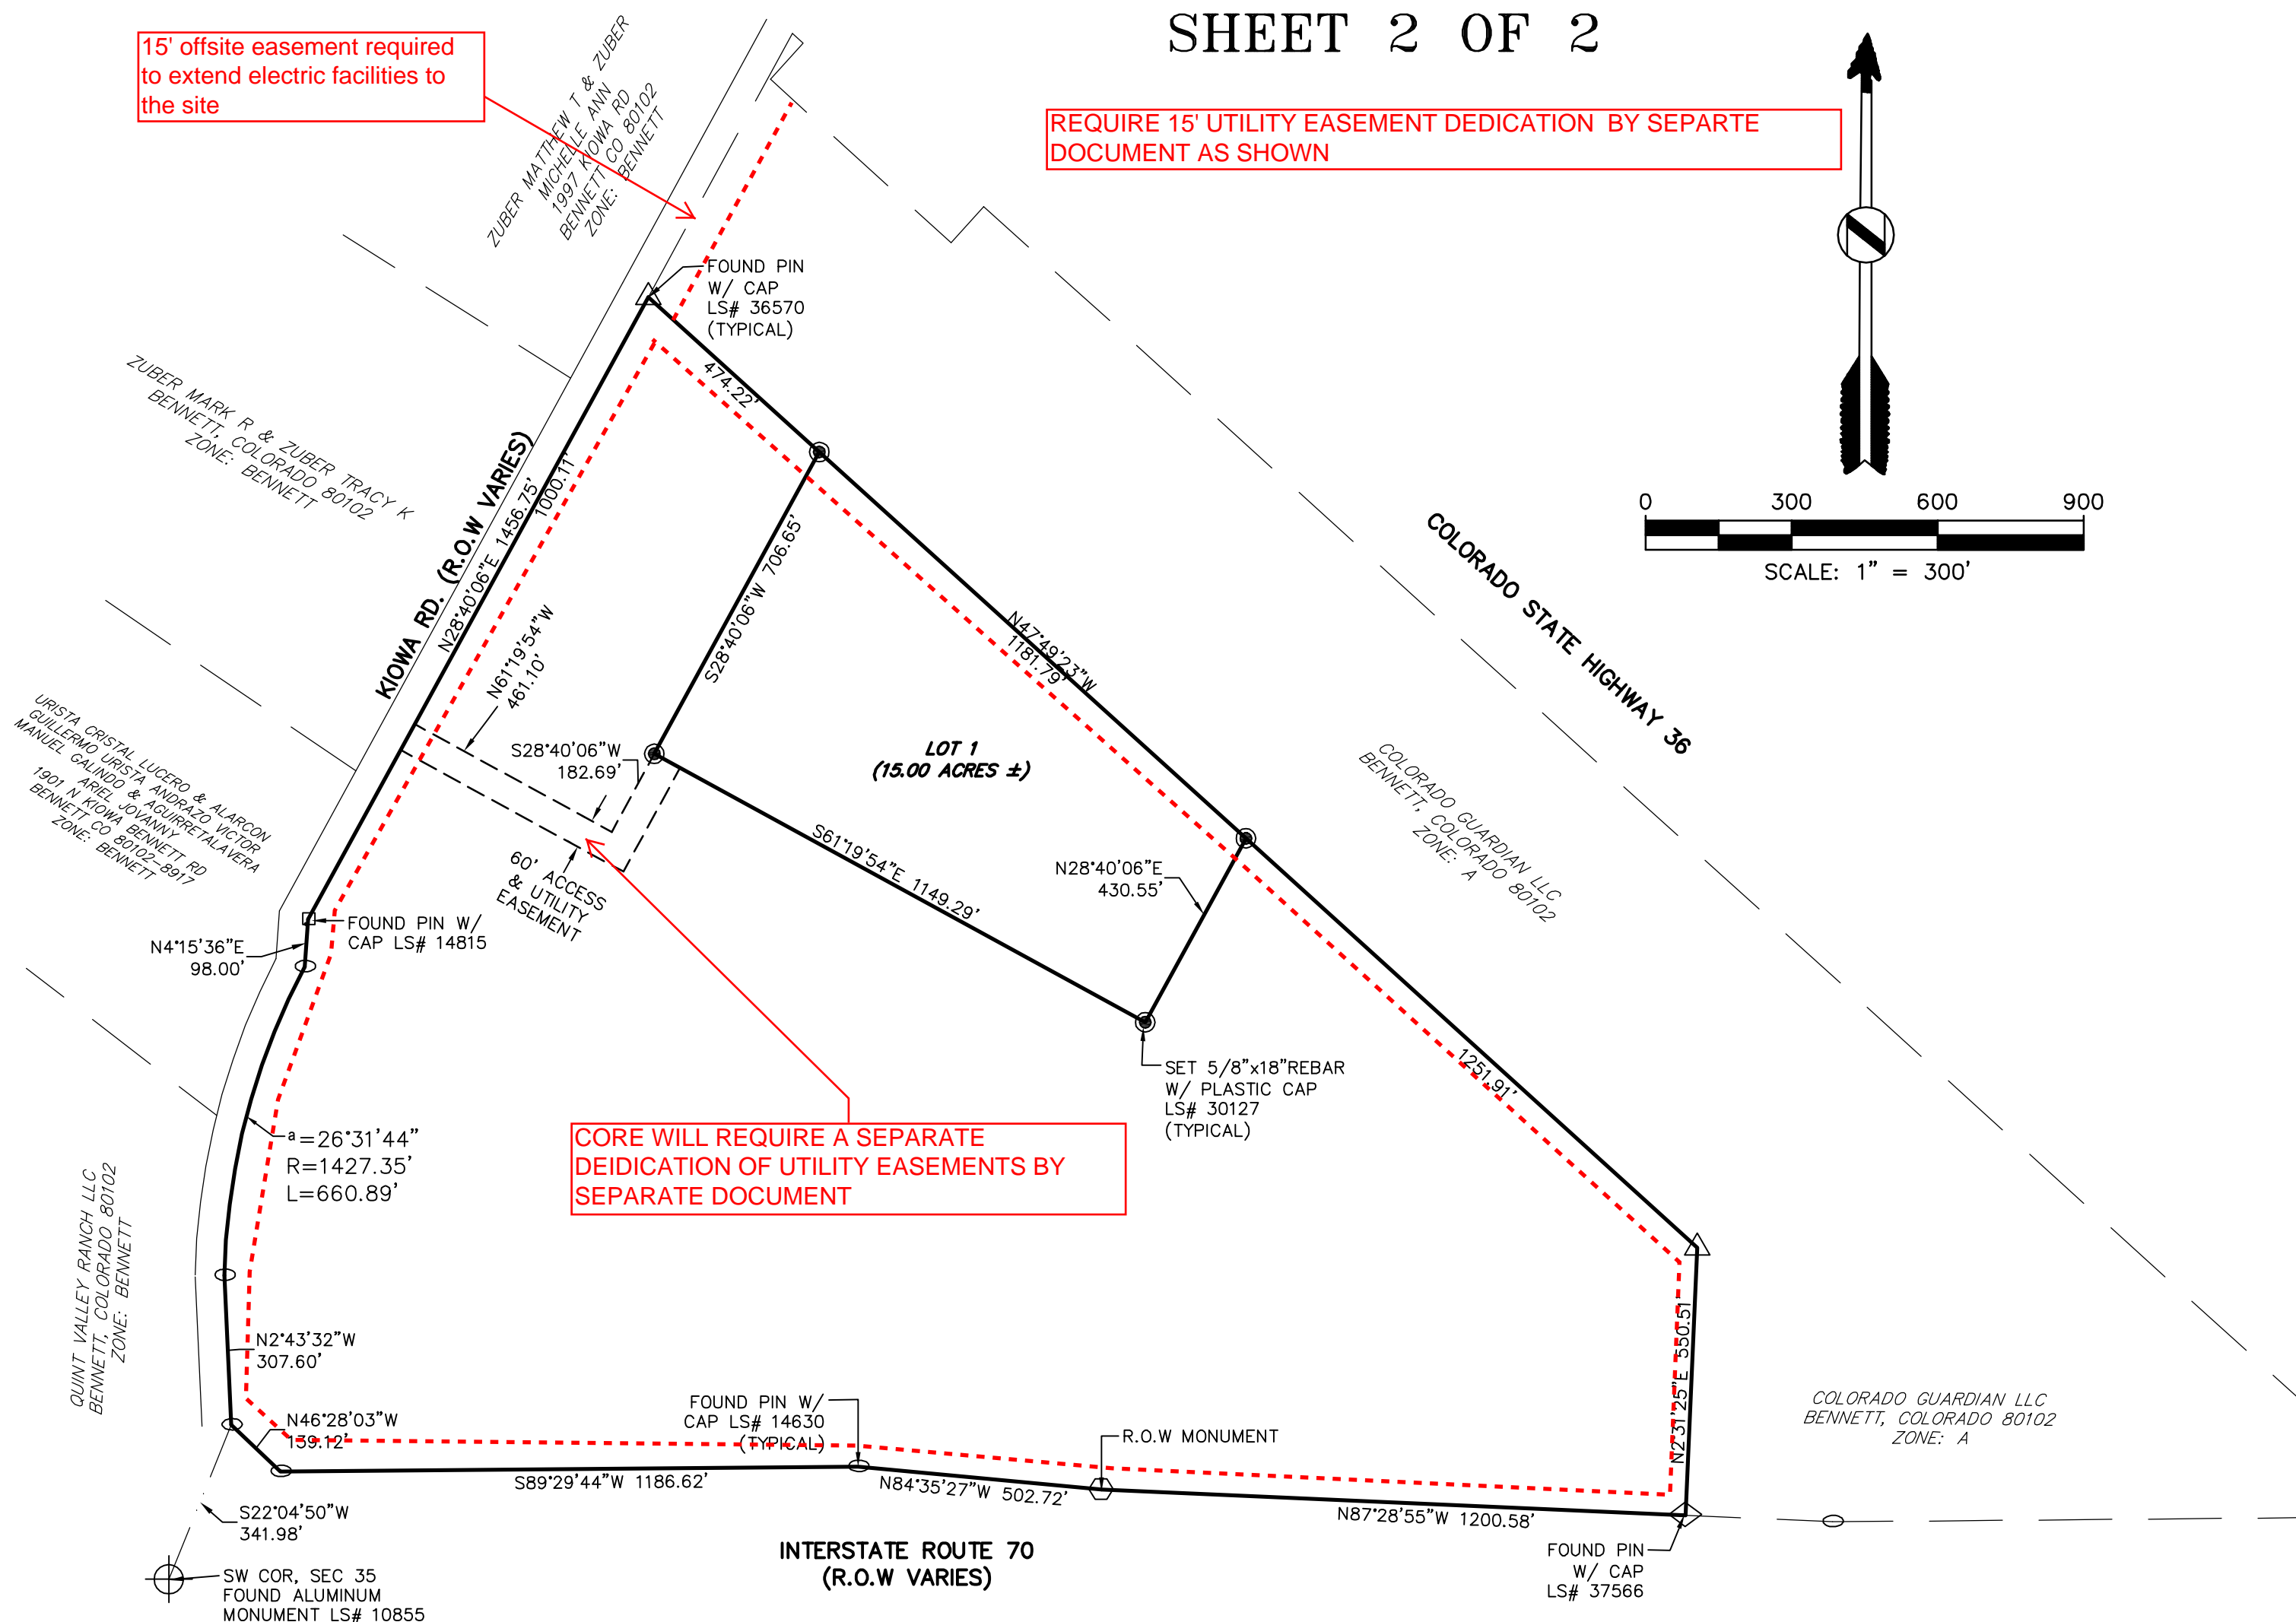 SHEET 2 OF 2
15' offsite easement required
to extend electric facilities to
the site
REQUIRE 15' UTILITY EASEMENT DEDICATION BY SEPARTE
DOCUMENT AS SHOWN
ZUBER MATTHEW T & ZUBER
MICHELLE ANN
1997 KIOWA RD
BENNETT CO 80102
ZONE: BENNETT
FOUND PIN
W/ CAP
LS# 36570
(TYPICAL)
474.22'
ZUBER MARK R & ZUBER TRACY K
BENNETT, COLORADO 80102
ZONE: BENNETT
KIOWA RD. (R.O.W VARIES)
N28°40'06"E 1456.75'
1000.11'
0 300 600 900
SCALE: 1" = 300'
COLORADO STATE HIGHWAY 36
S28°40'06"W 706.65'
N61°19'54"W
461.10'
N47°49'23"W
1181.79'
S28°40'06"W
182.69'
LOT 1
(15.00 ACRES ±)
URISTA CRISTAL LUCERO & ALARCON
GUILLERMO URISTA ANDRAZO VICTOR
MANUEL GALINDO & AGUIRRETALAVERA
ARIEL JOVANNY
1901 N KIOWA BENNETT RD
BENNETT CO 80102-8917
ZONE: BENNETT
COLORADO GUARDIAN LLC
BENNETT, COLORADO 80102
ZONE: A
60' ACCESS
& UTILITY
EASEMENT
S61°19'54"E 1149.29'
N28°40'06"E
430.55'
FOUND PIN W/
CAP LS# 14815
N4°15'36"E
98.00'
SET 5/8"x18"REBAR
W/ PLASTIC CAP
LS# 30127
(TYPICAL)
1251.91'
a=26°31'44"
R=1427.35'
L=660.89'
CORE WILL REQUIRE A SEPARATE
DEIDICATION OF UTILITY EASEMENTS BY
SEPARATE DOCUMENT
QUINT VALLEY RANCH LLC
BENNETT, COLORADO 80102
ZONE: BENNETT
N2°43'32"W
307.60'
N46°28'03"W
139.12'
FOUND PIN W/
CAP LS# 14630
(TYPICAL)
R.O.W MONUMENT
N2°31'25"E 550.51'
COLORADO GUARDIAN LLC
BENNETT, COLORADO 80102
ZONE: A
S89°29'44"W 1186.62'
N84°35'27"W 502.72'
N87°28'55"W 1200.58'
S22°04'50"W
341.98'
INTERSTATE ROUTE 70
(R.O.W VARIES)
FOUND PIN
W/ CAP
LS# 37566
SW COR, SEC 35
FOUND ALUMINUM
MONUMENT LS# 10855